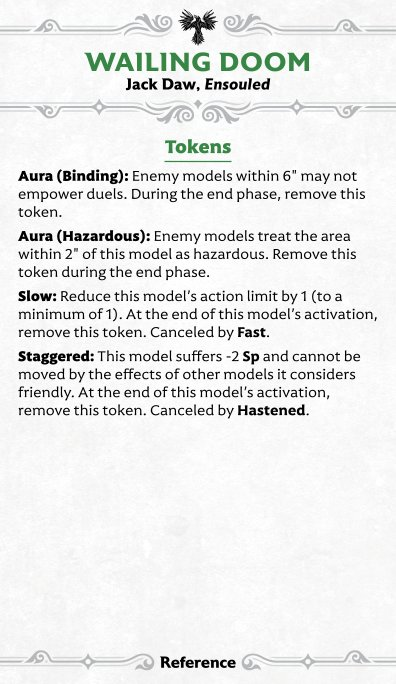 WAILING DOOM
Jack Daw, Ensouled
Tokens
Aura (Binding): Enemy models within 6" may not
empower duels. During the end phase, remove this
token.
Aura (Hazardous): Enemy models treat the area
within 2" of this model as hazardous. Remove this
token during the end phase.
Slow: Reduce this model's action limit by 1 (to a
minimum of 1). At the end of this model's activation,
remove this token. Canceled by Fast.
Staggered: This model suffers -2 Sp and cannot be
moved by the effects of other models it considers
friendly. At the end of this model's activation,
remove this token. Canceled by Hastened.
Reference